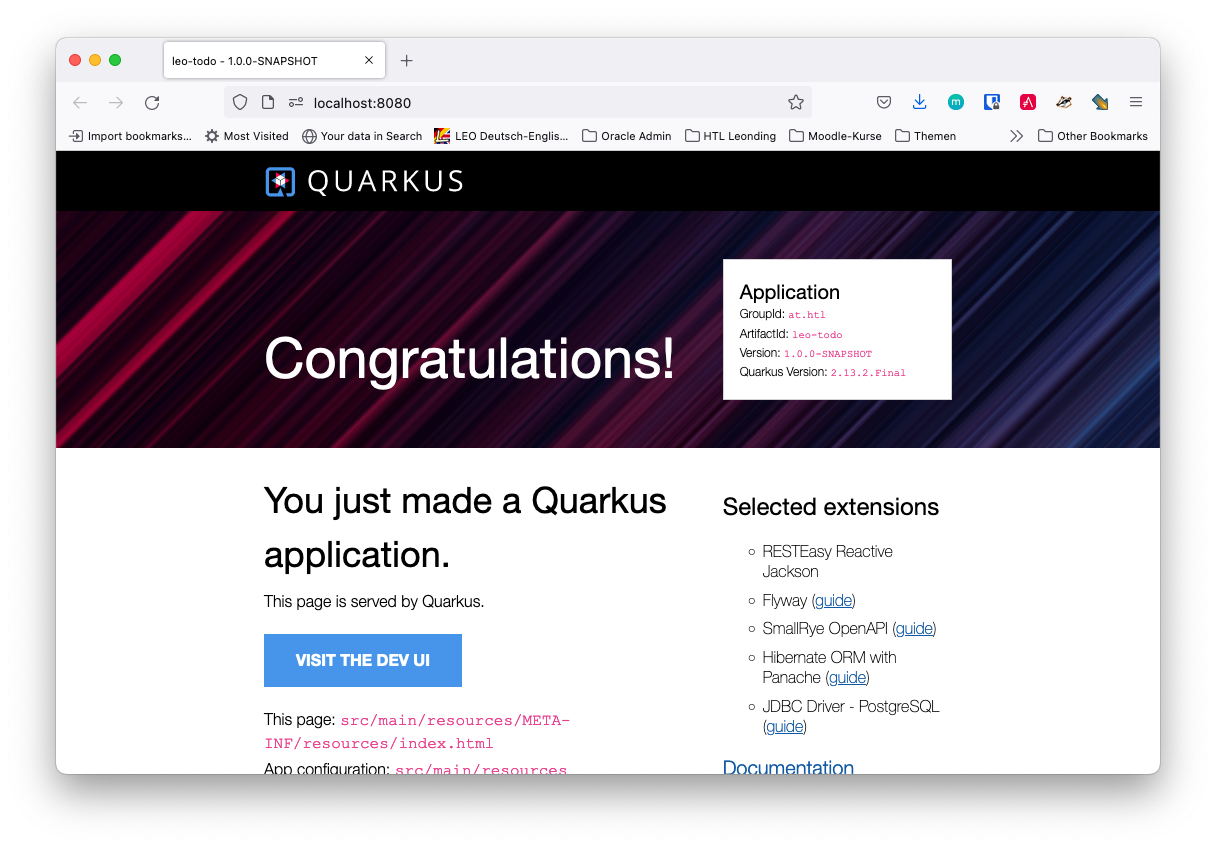 leo-todo - 1.0.0-SNAPSHOT
localhost:8080
Import bookmarks...
Most Visited
Your data in Search
LEO Deutsch-Englis...
Oracle Admin
HTL Leonding
Moodle-Kurse
Themen
Other Bookmarks
QUARKUS
Congratulations!
Application
GroupId: at.htl
ArtifactId: leo-todo
Version: 1.0.0-SNAPSHOT
Quarkus Version: 2.13.2.Final
You just made a Quarkus
application.
This page is served by Quarkus.
VISIT THE DEV UI
This page: src/main/resources/META-
INF/resources/index.html
App configuration: src/main/resources
Selected extensions
RESTEasy Reactive
Jackson
Flyway (guide)
SmallRye OpenAPI (guide)
Hibernate ORM with
Panache (guide)
JDBC Driver - PostgreSQL
(guide)
Documentation